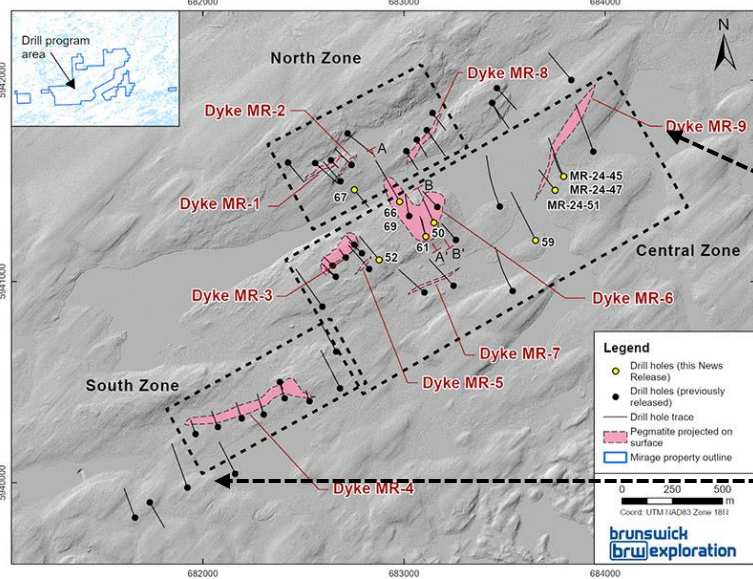 682000
683000
684000
Drill program
area
N
North Zone
Dyke MR-8
Dyke MR-2
Dyke MR-9
A
Dyke MR-1
B
MR-24-45
MR-24-47
MR-24-51
67
66
69
50
61
59
A'
B'
52
Central Zone
Dyke MR-3
Dyke MR-6
Dyke MR-7
Dyke MR-5
South Zone
Dyke MR-4
5942000
5941000
5940000
Legend
Drill holes (this News
Release)
Drill holes (previously
released)
Drill hole trace
Pegmatite projected on
surface
Mirage property outline
0 250 500
m
Coord: UTM NAD83 Zone 18N
brunswick
brw exploration
682000
683000
684000